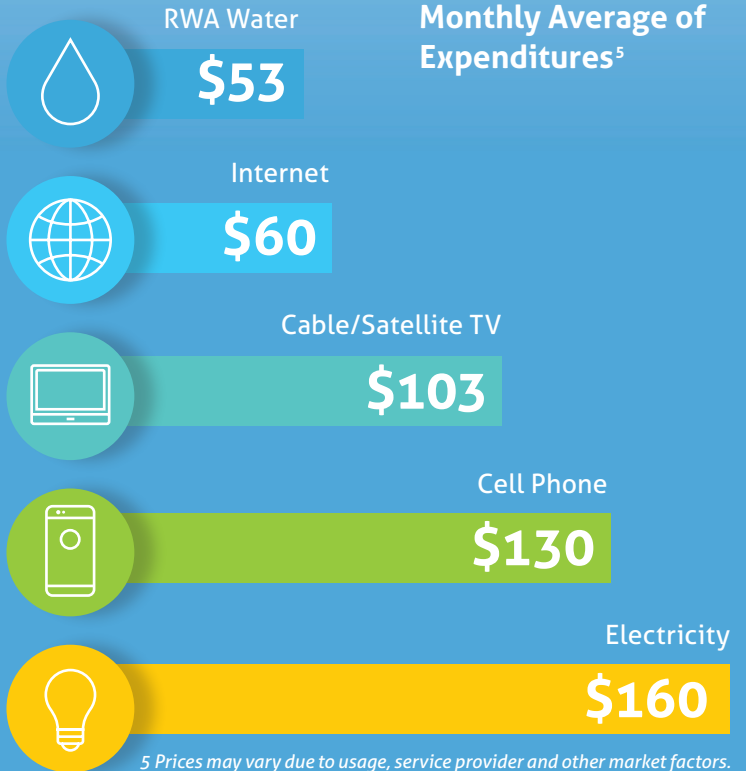 RWA Water
Monthly Average of
Expenditures⁵
$53
Internet
$60
Cable/Satellite TV
$103
Cell Phone
$130
Electricity
$160
5 Prices may vary due to usage, service provider and other market factors.